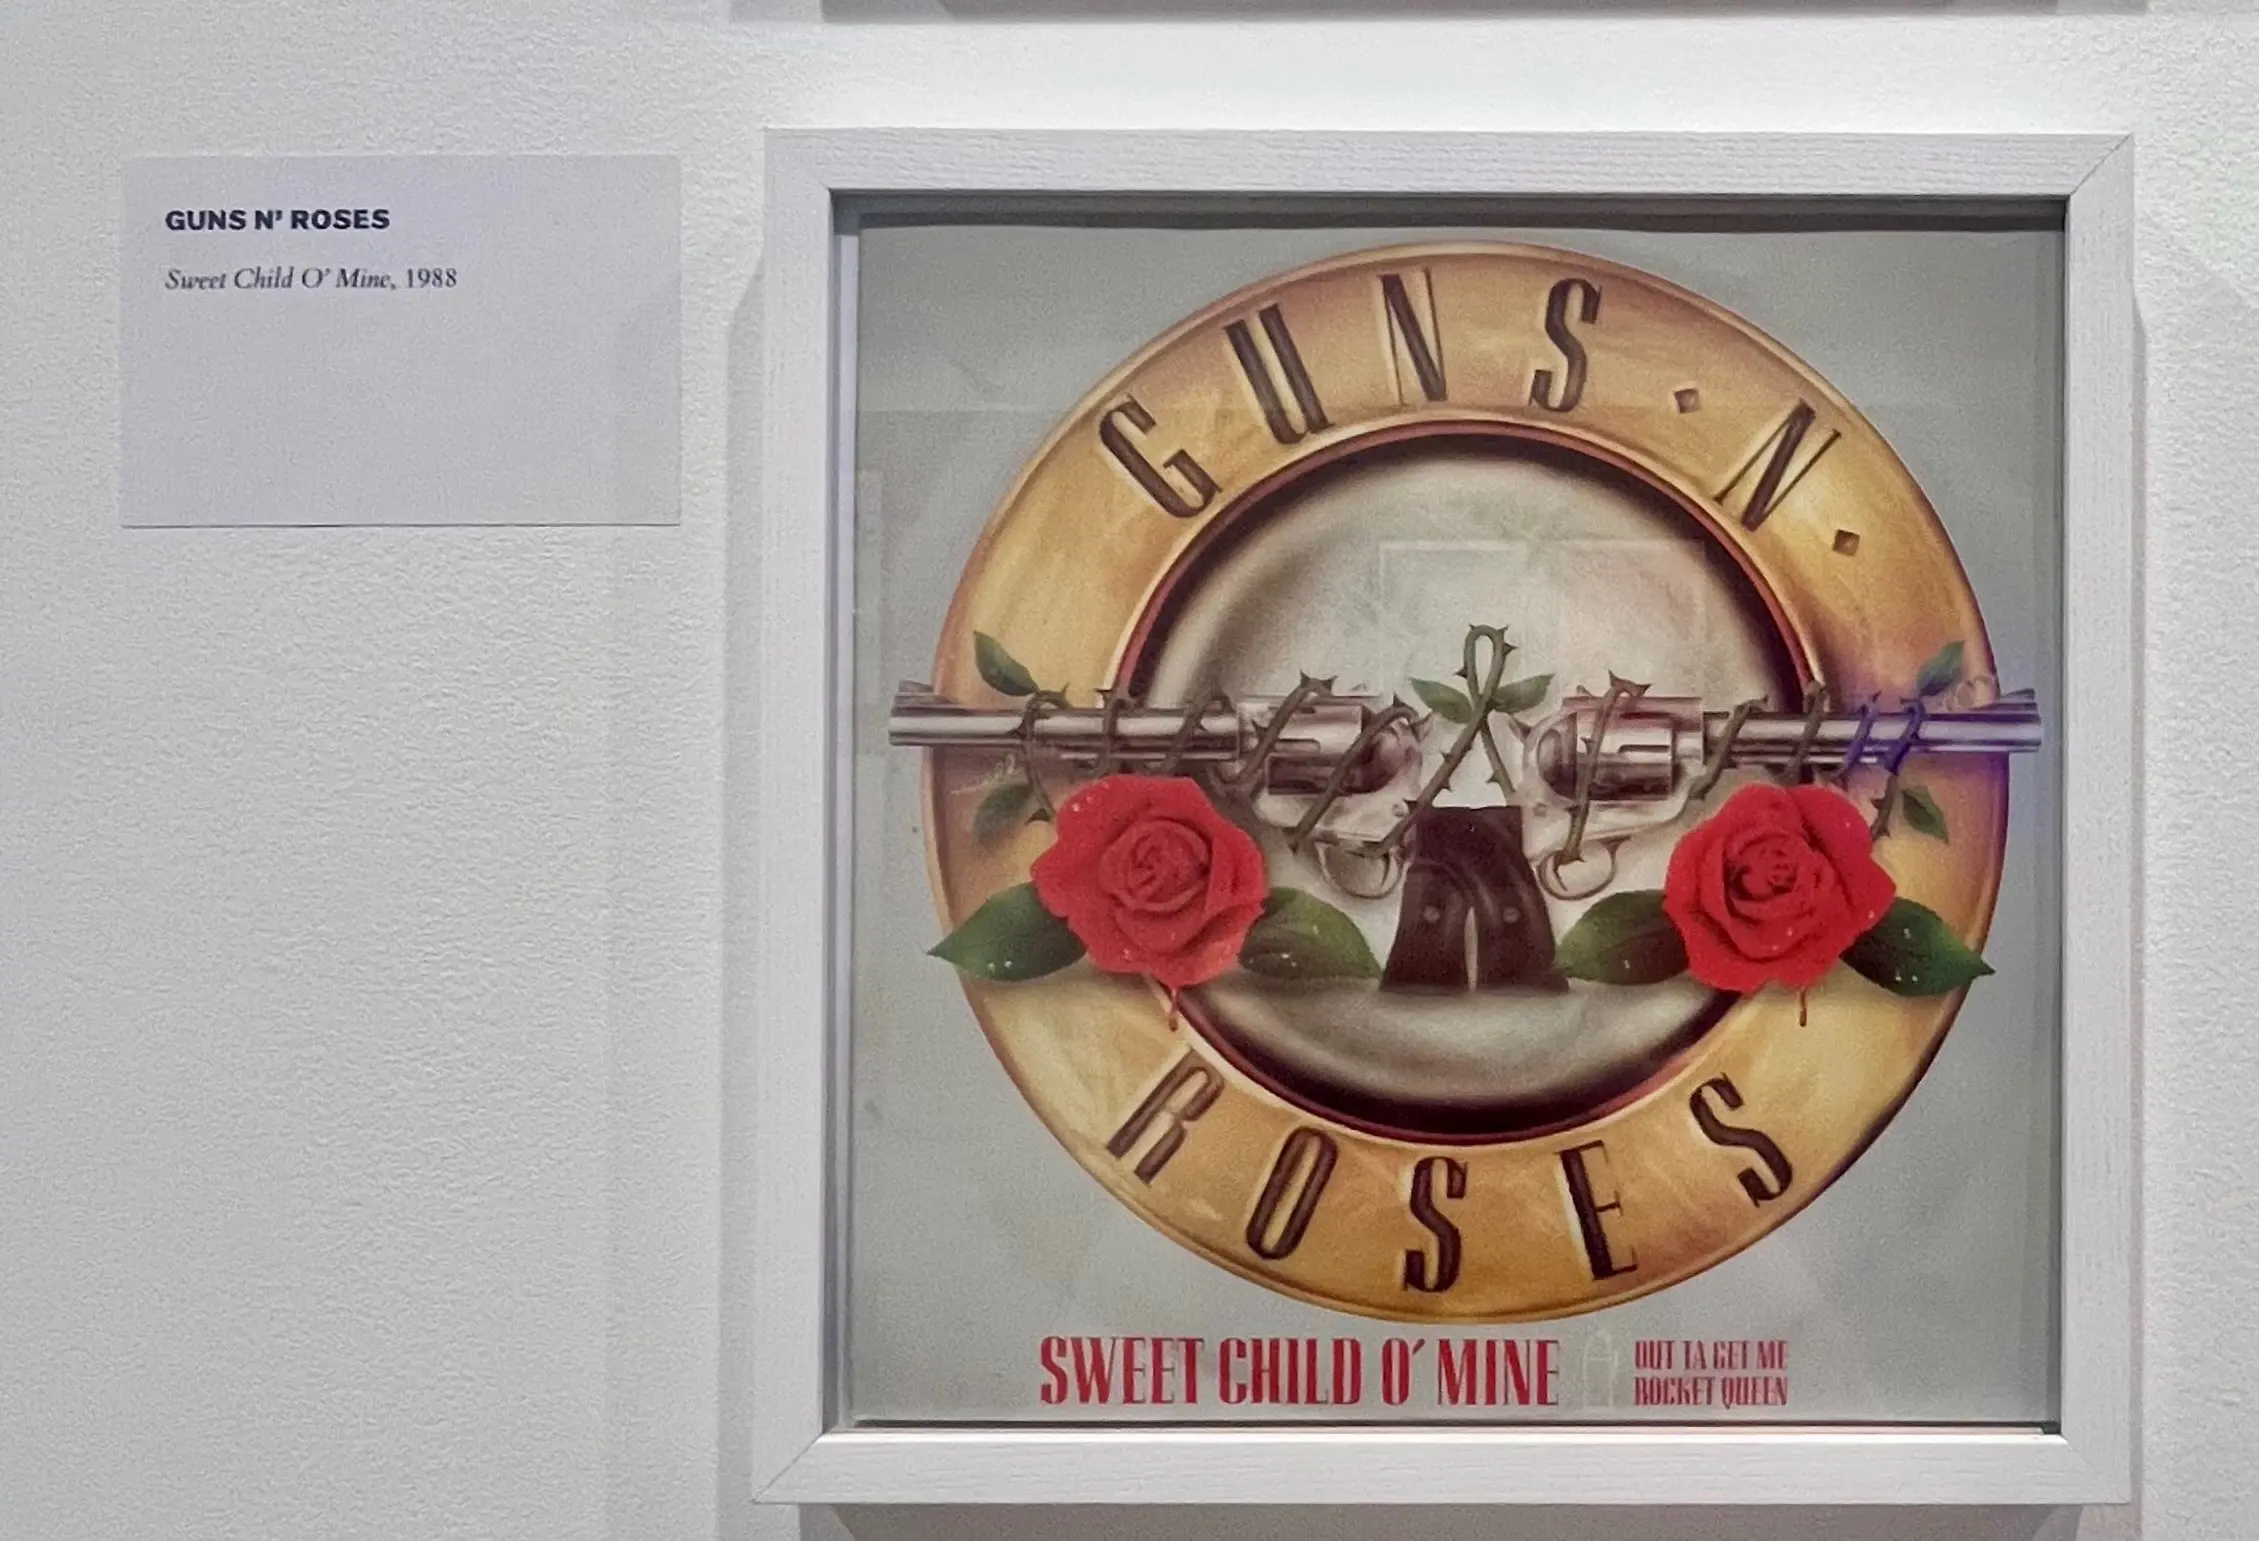 GUNS N’ ROSES
Sweet Child O’ Mine, 1988
GUNS · N ·
ROSES
SWEET CHILD O´ MINE
OUT TA GET ME
ROCKET QUEEN